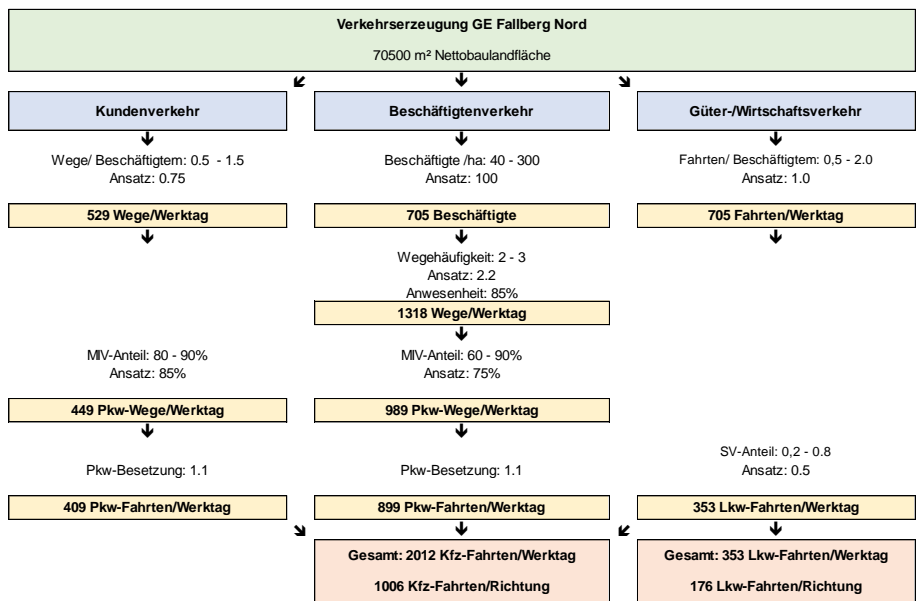 Verkehrserzeugung GE Fallberg Nord
70500 m² Nettobaulandfläche
Kundenverkehr
Beschäftigtenverkehr
Güter-/Wirtschaftsverkehr
Wege/ Beschäftigtem: 0.5 - 1.5
Ansatz: 0.75
Beschäftigte /ha: 40 - 300
Ansatz: 100
Fahrten/ Beschäftigtem: 0,5 - 2.0
Ansatz: 1.0
529 Wege/Werktag
705 Beschäftigte
705 Fahrten/Werktag
Wegehäufigkeit: 2 - 3
Ansatz: 2.2
Anwesenheit: 85%
1318 Wege/Werktag
MIV-Anteil: 80 - 90%
Ansatz: 85%
MIV-Anteil: 60 - 90%
Ansatz: 75%
449 Pkw-Wege/Werktag
989 Pkw-Wege/Werktag
Pkw-Besetzung: 1.1
Pkw-Besetzung: 1.1
SV-Anteil: 0,2 - 0.8
Ansatz: 0.5
409 Pkw-Fahrten/Werktag
899 Pkw-Fahrten/Werktag
353 Lkw-Fahrten/Werktag
Gesamt: 2012 Kfz-Fahrten/Werktag
1006 Kfz-Fahrten/Richtung
Gesamt: 353 Lkw-Fahrten/Werktag
176 Lkw-Fahrten/Richtung